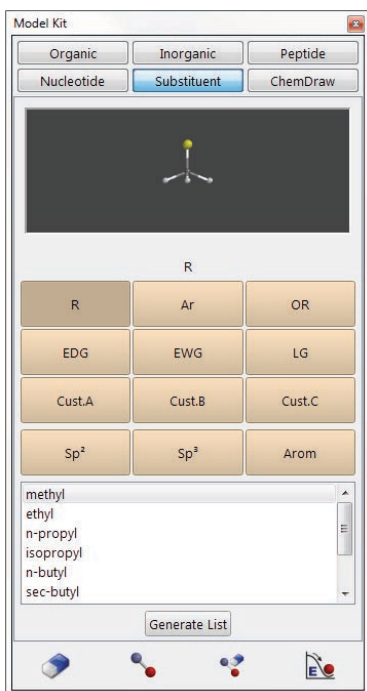 Model Kit
Organic Inorganic Peptide
Nucleotide Substituent ChemDraw
R
R Ar OR
EDG EWG LG
Cust.A Cust.B Cust.C
Sp² Sp³ Arom
methyl
ethyl
n-propyl
isopropyl
n-butyl
sec-butyl
Generate List
E